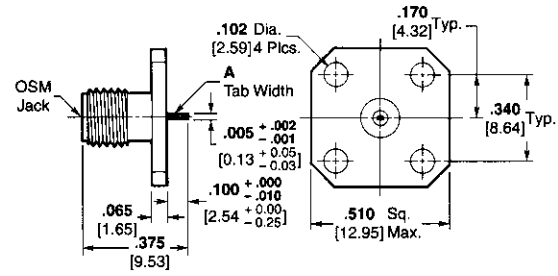 .102 Dia.
[2.59] 4 Plcs.
.170 Typ.
[4.32]
OSM
Jack
A
Tab Width
.005 + .002 - .001
[0.13 + 0.05 - 0.03]
.340 Typ.
[8.64]
.100 + .000 - .010
[2.54 + 0.00 - 0.25]
.065
[1.65]
.375
[9.53]
.510 Sq.
[12.95] Max.